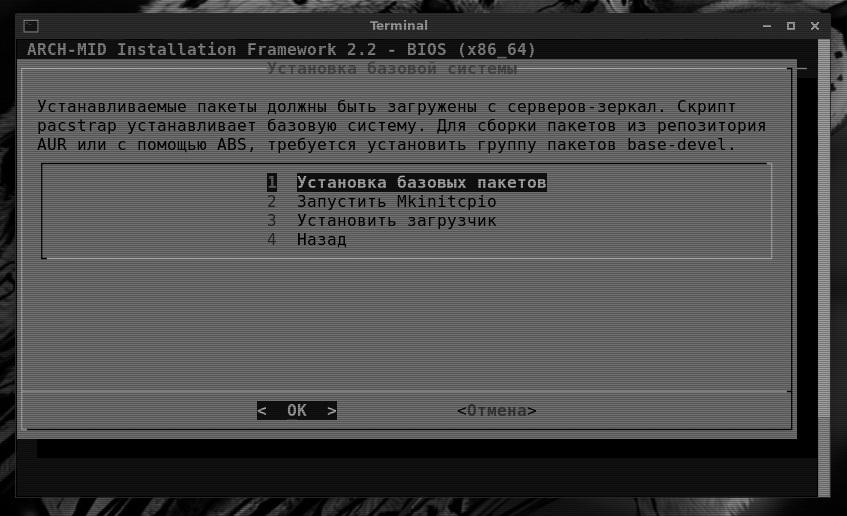 Terminal
ARCH-MID Installation Framework 2.2 - BIOS (x86_64)
Установка базовой системы
Устанавливаемые пакеты должны быть загружены с серверов-зеркал. Скрипт
pacstrap устанавливает базовую систему. Для сборки пакетов из репозитория
AUR или с помощью ABS, требуется установить группу пакетов base-devel.
1 Установка базовых пакетов
2 Запустить Mkinitcpio
3 Установить загрузчик
4 Назад
< OK > <Отмена>